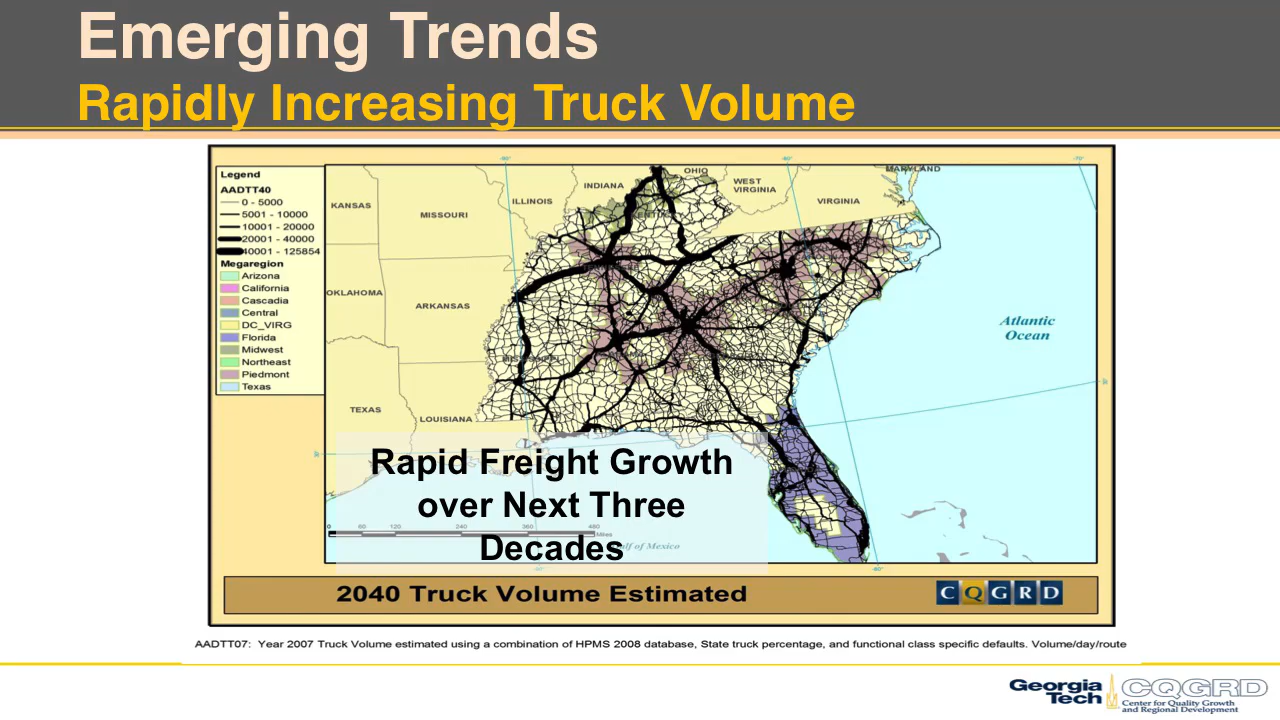 Emerging Trends
Rapidly Increasing Truck Volume
Legend
AADTT40
0 - 5000
5001 - 10000
10001 - 20000
20001 - 40000
40001 - 125854
Megaregion
Arizona
California
Cascadia
Central
DC_VIRG
Florida
Midwest
Northeast
Piedmont
Texas
OHIO
MARYLAND
INDIANA
WEST
VIRGINIA
ILLINOIS
VIRGINIA
KANSAS
MISSOURI
OKLAHOMA
ARKANSAS
Atlantic
Ocean
TEXAS
LOUISIANA
Rapid Freight Growth
over Next Three
Decades
0 60 120 240 360 480
Miles
of Mexico
2040 Truck Volume Estimated
C Q G R D
AADTT07: Year 2007 Truck Volume estimated using a combination of HPMS 2008 database, State truck percentage, and functional class specific defaults. Volume/day/route
Georgia
Tech
CQGRD
Center for Quality Growth
and Regional Development